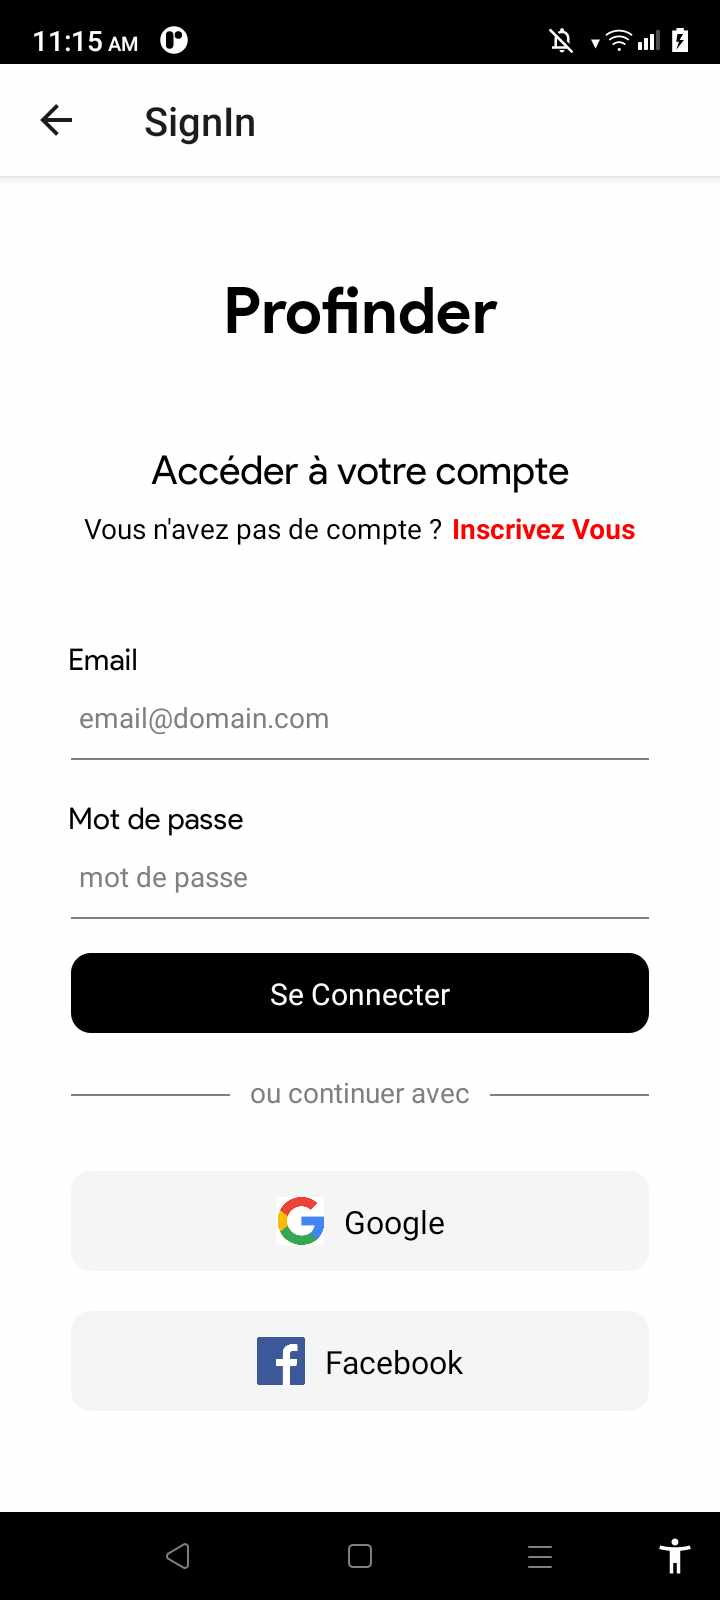 11:15 AM
SignIn
Profinder
Accéder à votre compte
Vous n'avez pas de compte ? Inscrivez Vous
Email
email@domain.com
Mot de passe
mot de passe
Se Connecter
ou continuer avec
Google
Facebook